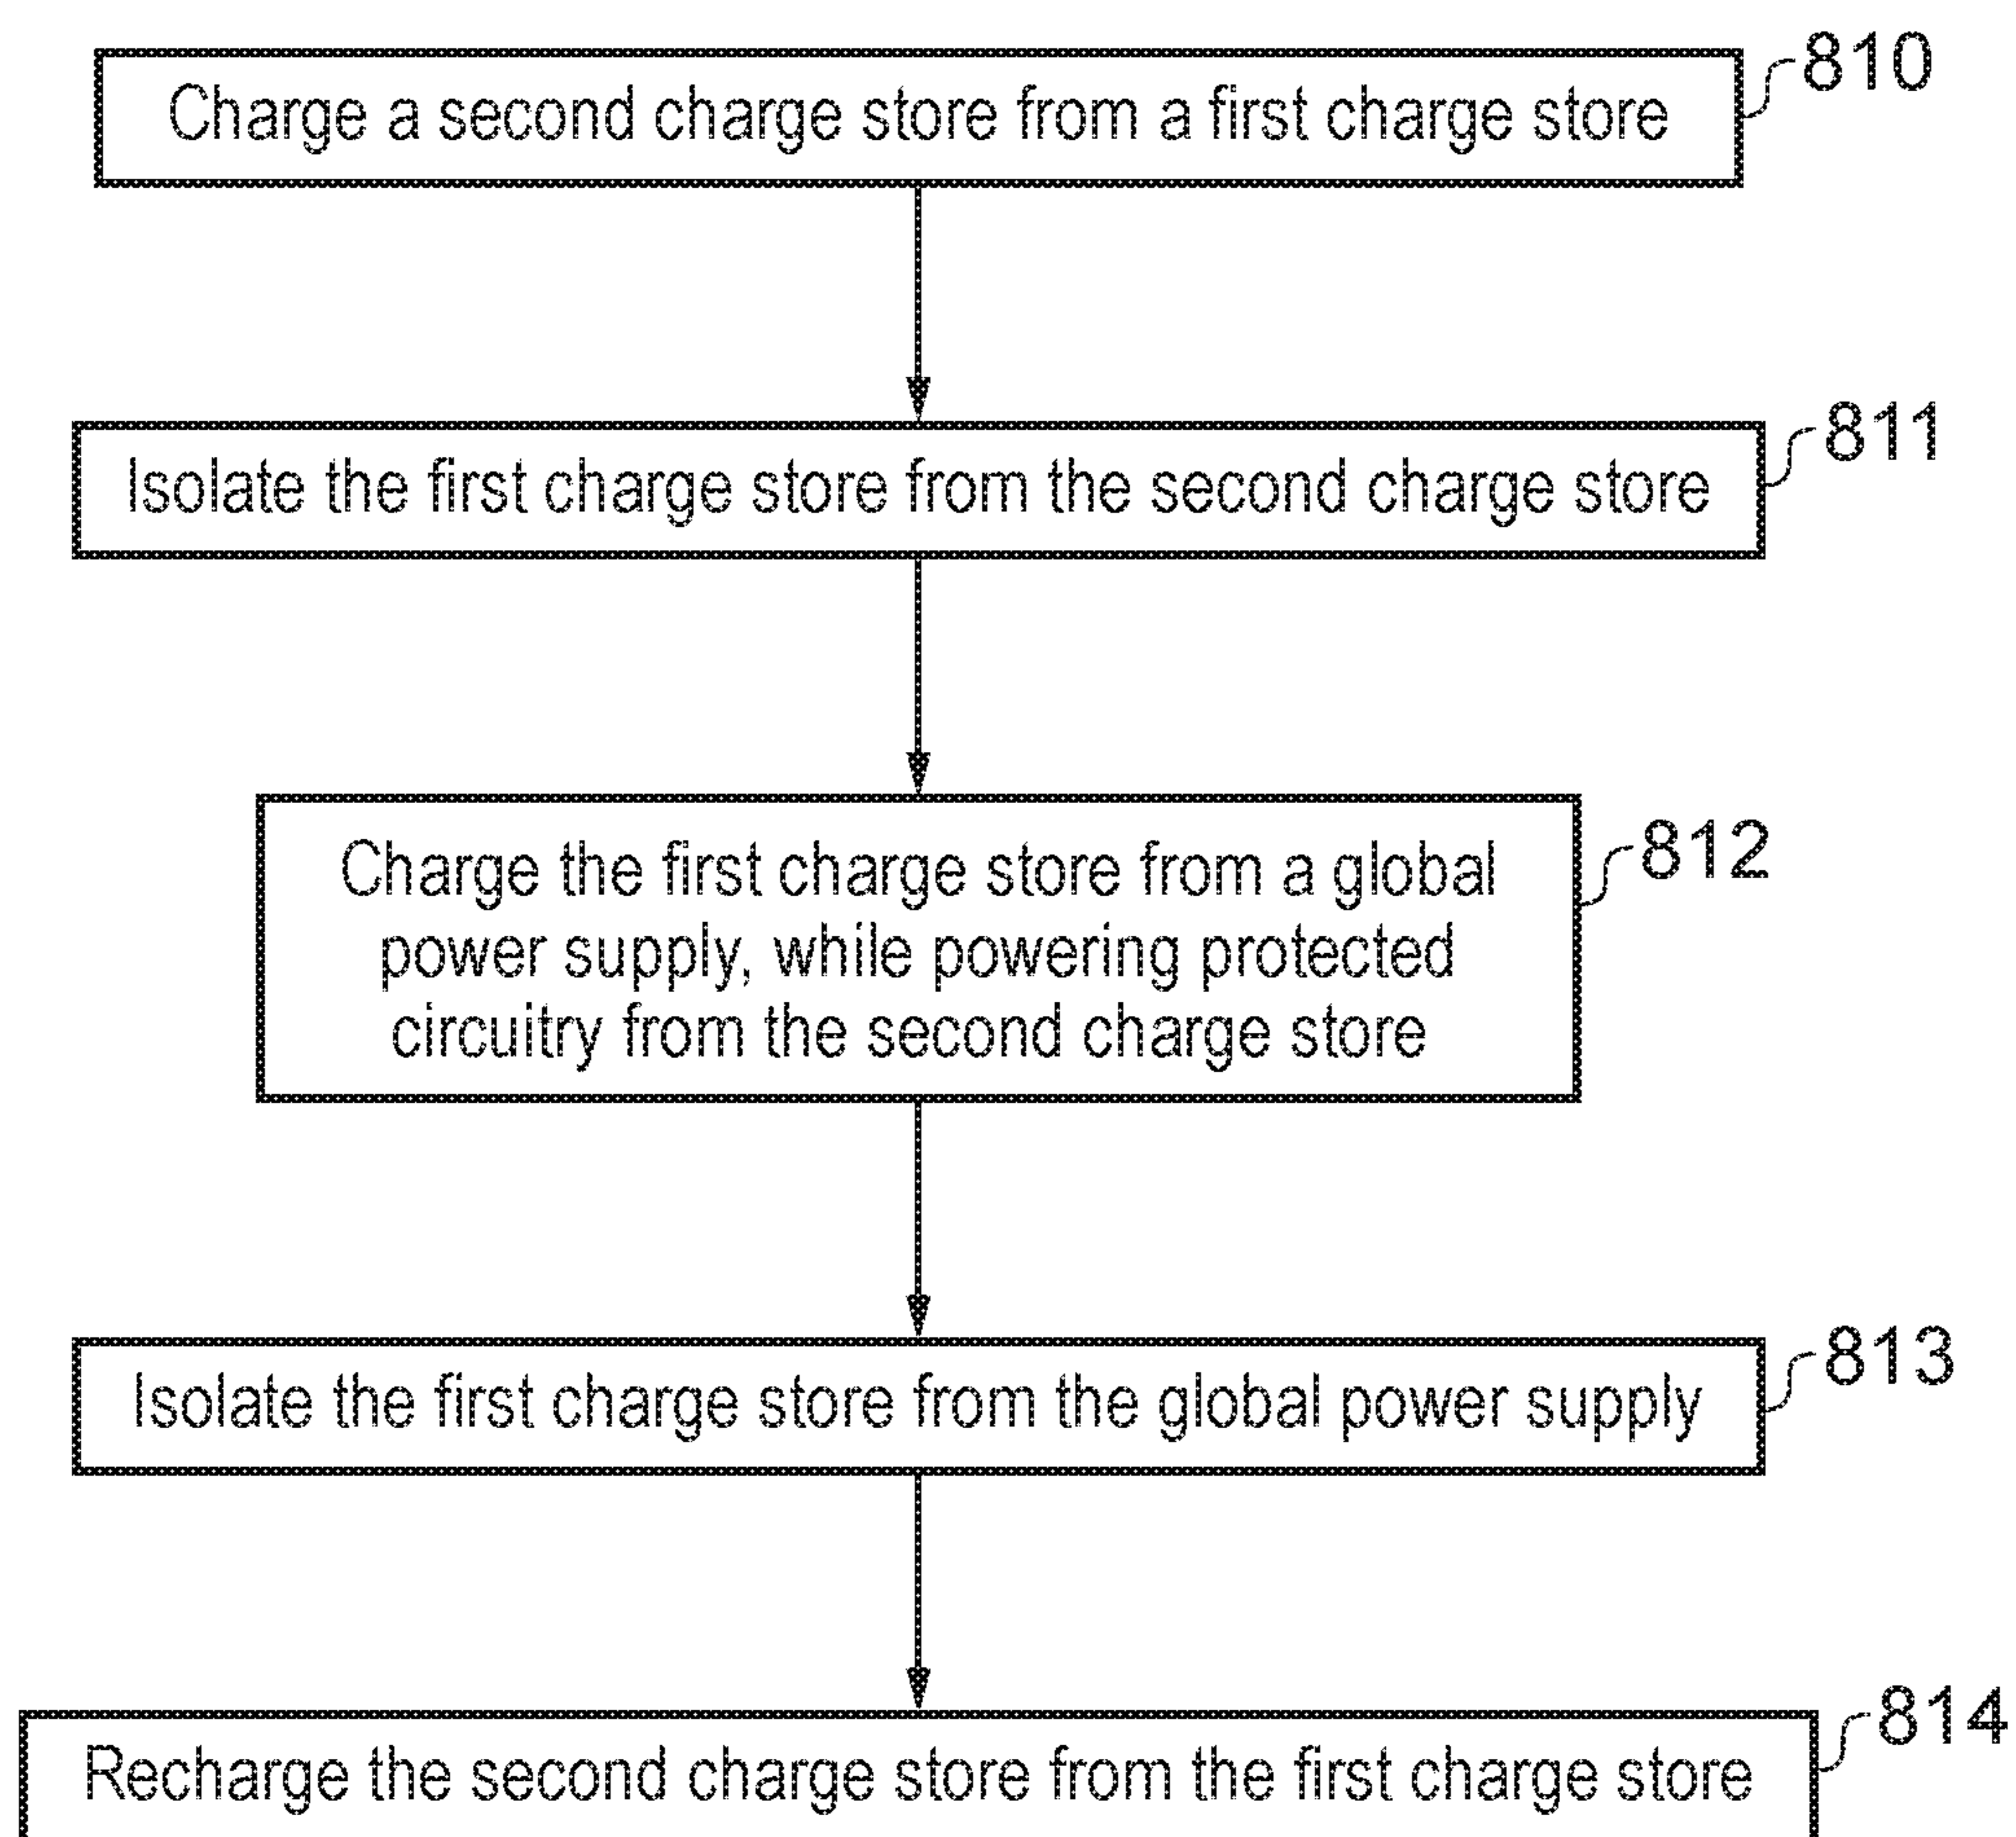 810
Charge a second charge store from a first charge store
811
Isolate the first charge store from the second charge store
812
Charge the first charge store from a global
power supply, while powering protected
circuitry from the second charge store
813
Isolate the first charge store from the global power supply
814
Recharge the second charge store from the first charge store